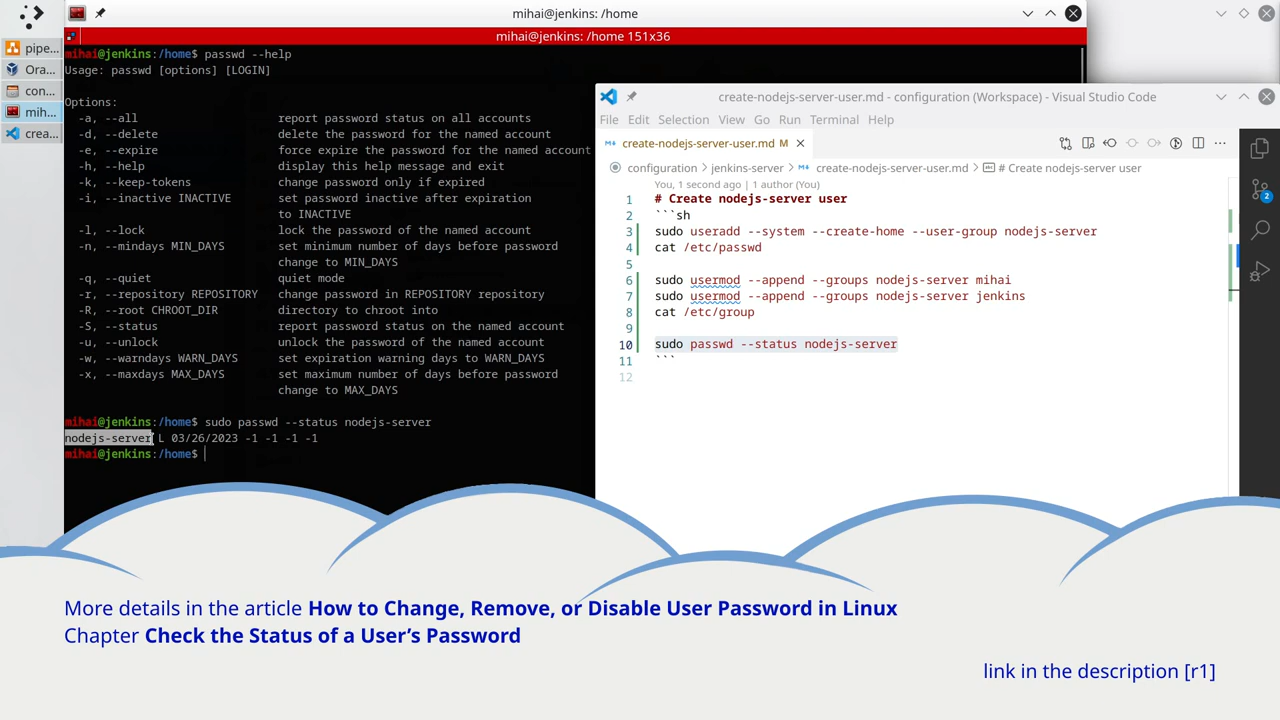 mihai@jenkins: /home
mihai@jenkins: /home 151x36
pipe...
Ora...
con...
mih...
crea...
mihai@jenkins:/home$ passwd --help
Usage: passwd [options] [LOGIN]
Options:
-a, --all report password status on all accounts
-d, --delete delete the password for the named account
-e, --expire force expire the password for the named account
-h, --help display this help message and exit
-k, --keep-tokens change password only if expired
-i, --inactive INACTIVE set password inactive after expiration
to INACTIVE
-l, --lock lock the password of the named account
-n, --mindays MIN_DAYS set minimum number of days before password
change to MIN_DAYS
-q, --quiet quiet mode
-r, --repository REPOSITORY change password in REPOSITORY repository
-R, --root CHROOT_DIR directory to chroot into
-S, --status report password status on the named account
-u, --unlock unlock the password of the named account
-w, --warndays WARN_DAYS set expiration warning days to WARN_DAYS
-x, --maxdays MAX_DAYS set maximum number of days before password
change to MAX_DAYS
mihai@jenkins:/home$ sudo passwd --status nodejs-server
nodejs-server L 03/26/2023 -1 -1 -1 -1
mihai@jenkins:/home$
create-nodejs-server-user.md - configuration (Workspace) - Visual Studio Code
File Edit Selection View Go Run Terminal Help
create-nodejs-server-user.md M
configuration > jenkins-server > create-nodejs-server-user.md > # Create nodejs-server user
You, 1 second ago | 1 author (You)
1 # Create nodejs-server user
2 ```sh
3 sudo useradd --system --create-home --user-group nodejs-server
4 cat /etc/passwd
5
6 sudo usermod --append --groups nodejs-server mihai
7 sudo usermod --append --groups nodejs-server jenkins
8 cat /etc/group
9
10 sudo passwd --status nodejs-server
11 ```
12
2
More details in the article How to Change, Remove, or Disable User Password in Linux
Chapter Check the Status of a User’s Password
link in the description [r1]